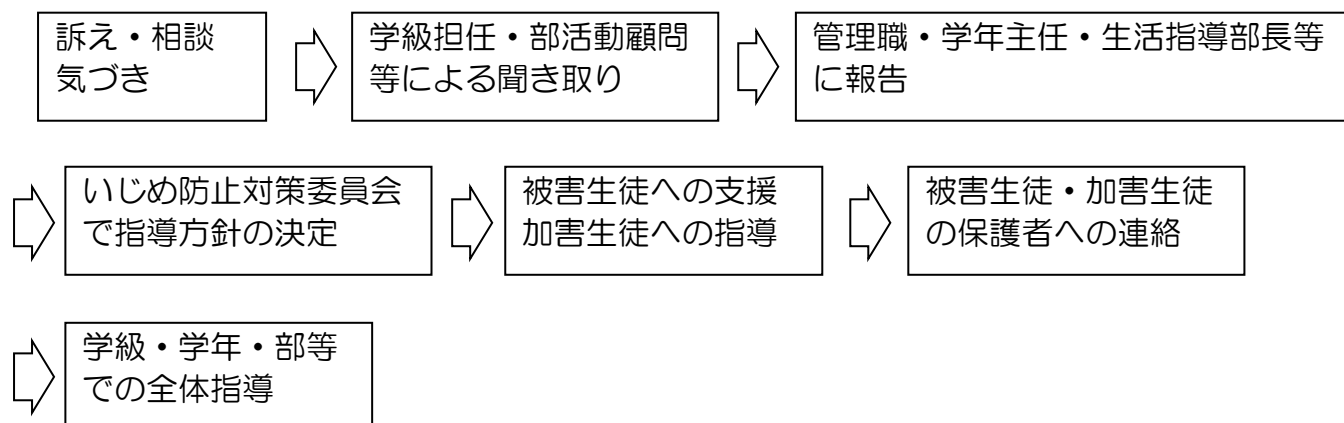 訴え・相談
気づき
学級担任・部活動顧問
等による聞き取り
管理職・学年主任・生活指導部長等
に報告
いじめ防止対策委員会
で指導方針の決定
被害生徒への支援
加害生徒への指導
被害生徒・加害生徒
の保護者への連絡
学級・学年・部等
での全体指導